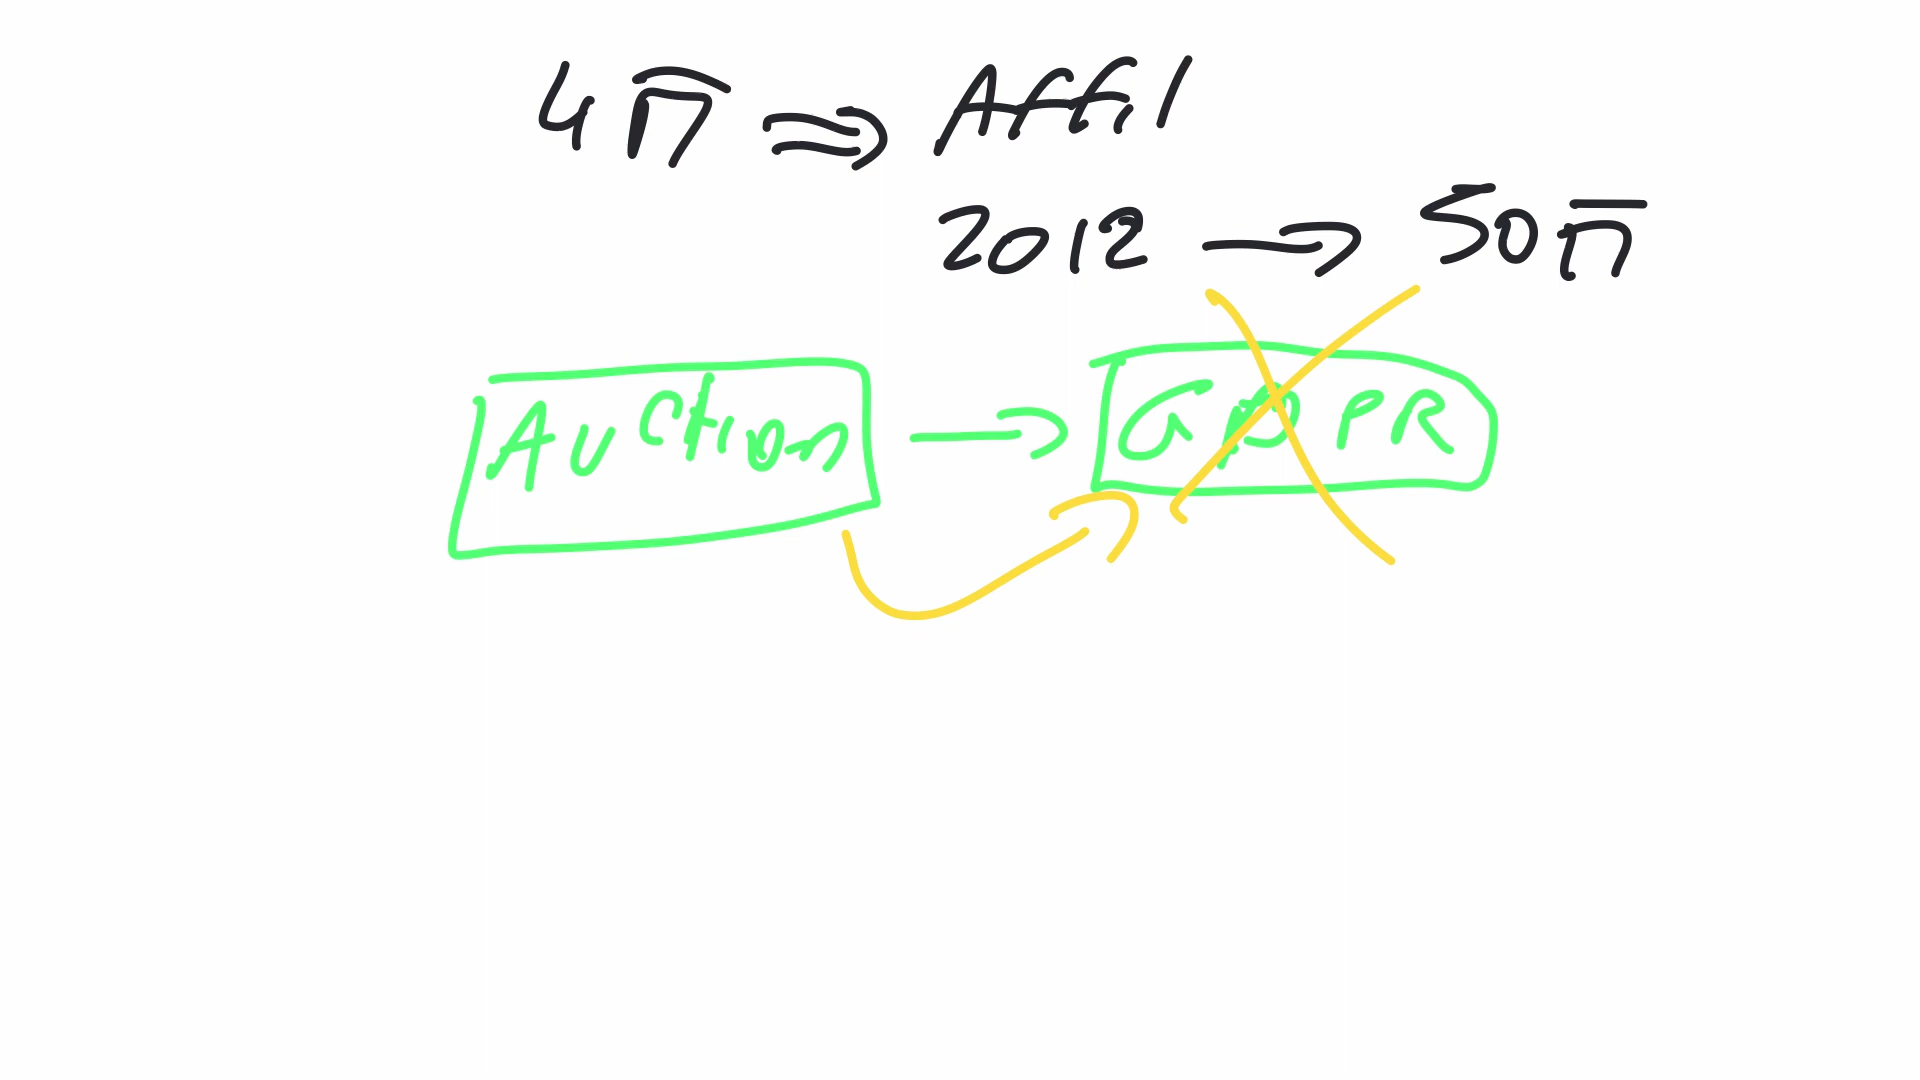 4 п̅ ⇒ Affil
2012 → 50 п̅
Auction → GDPR